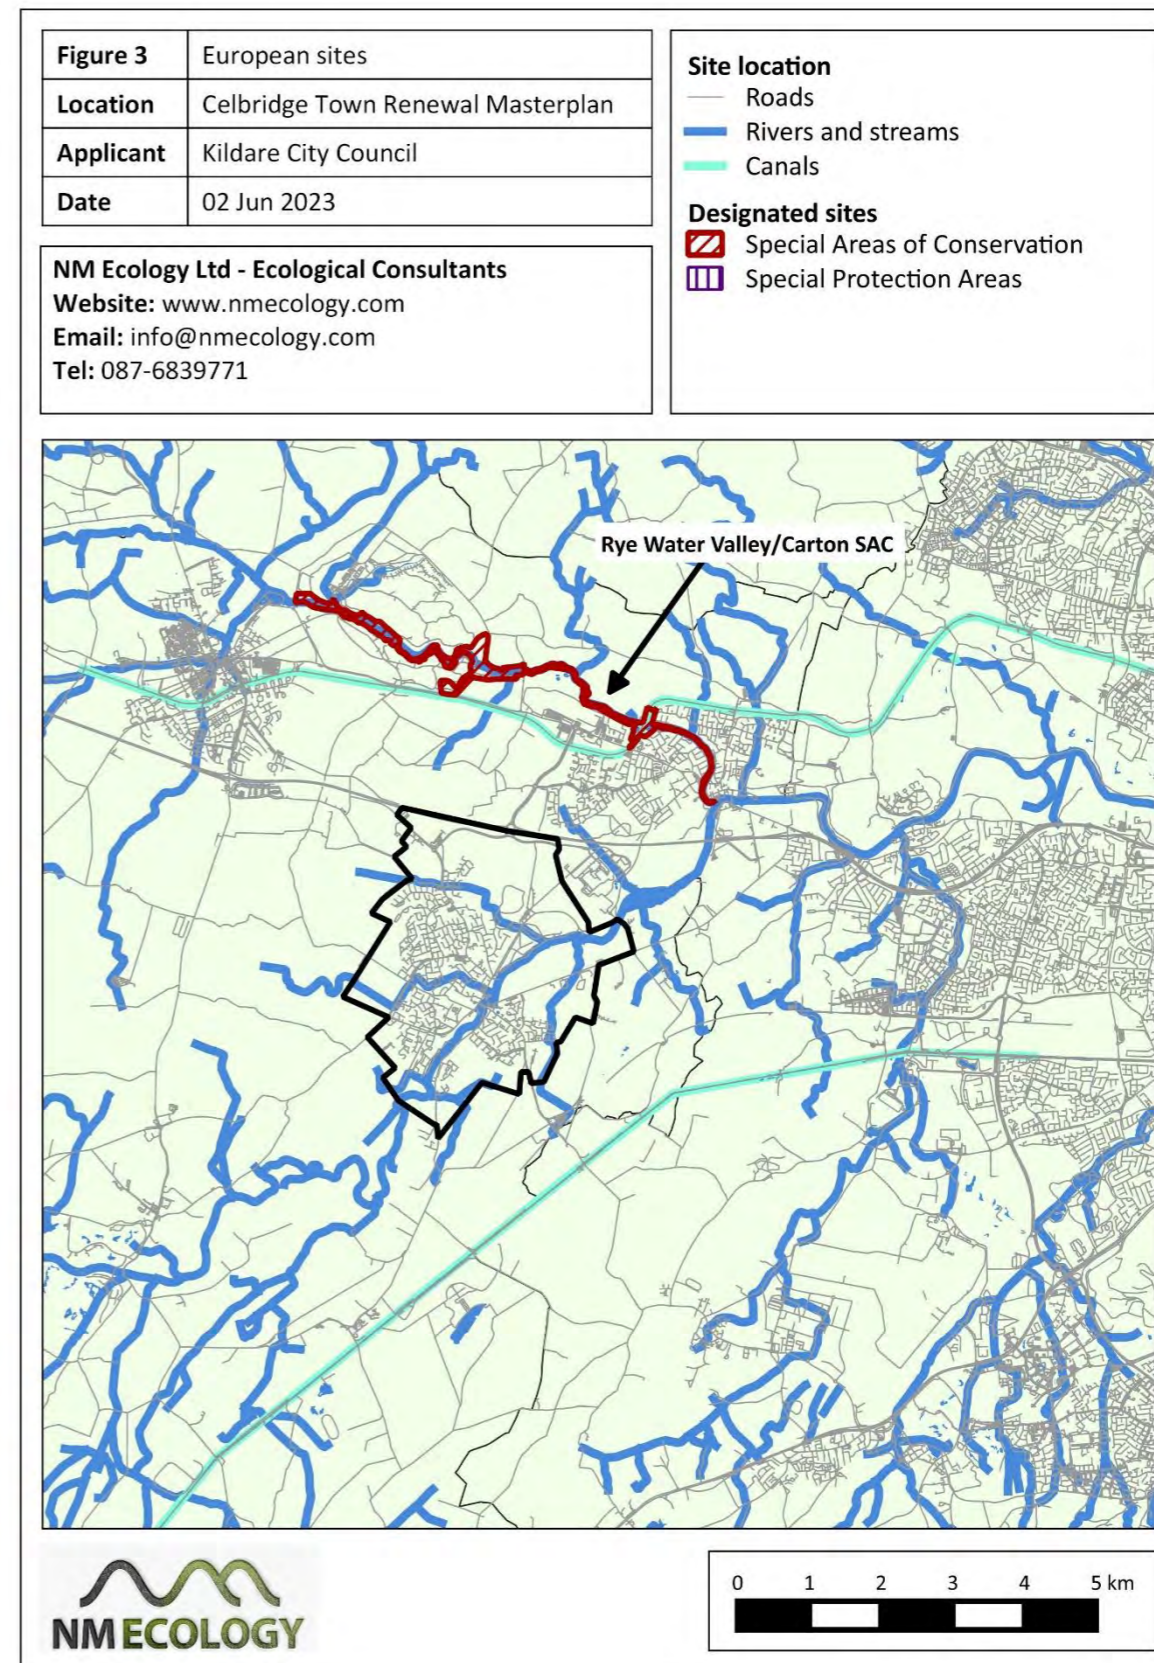 Figure 3 European sites
Location Celbridge Town Renewal Masterplan
Applicant Kildare City Council
Date 02 Jun 2023
NM Ecology Ltd - Ecological Consultants
Website: www.nmecology.com
Email: info@nmecology.com
Tel: 087-6839771
Site location
Roads
Rivers and streams
Canals
Designated sites
Special Areas of Conservation
Special Protection Areas
Rye Water Valley/Carton SAC
NMECOLOGY
0 1 2 3 4 5 km